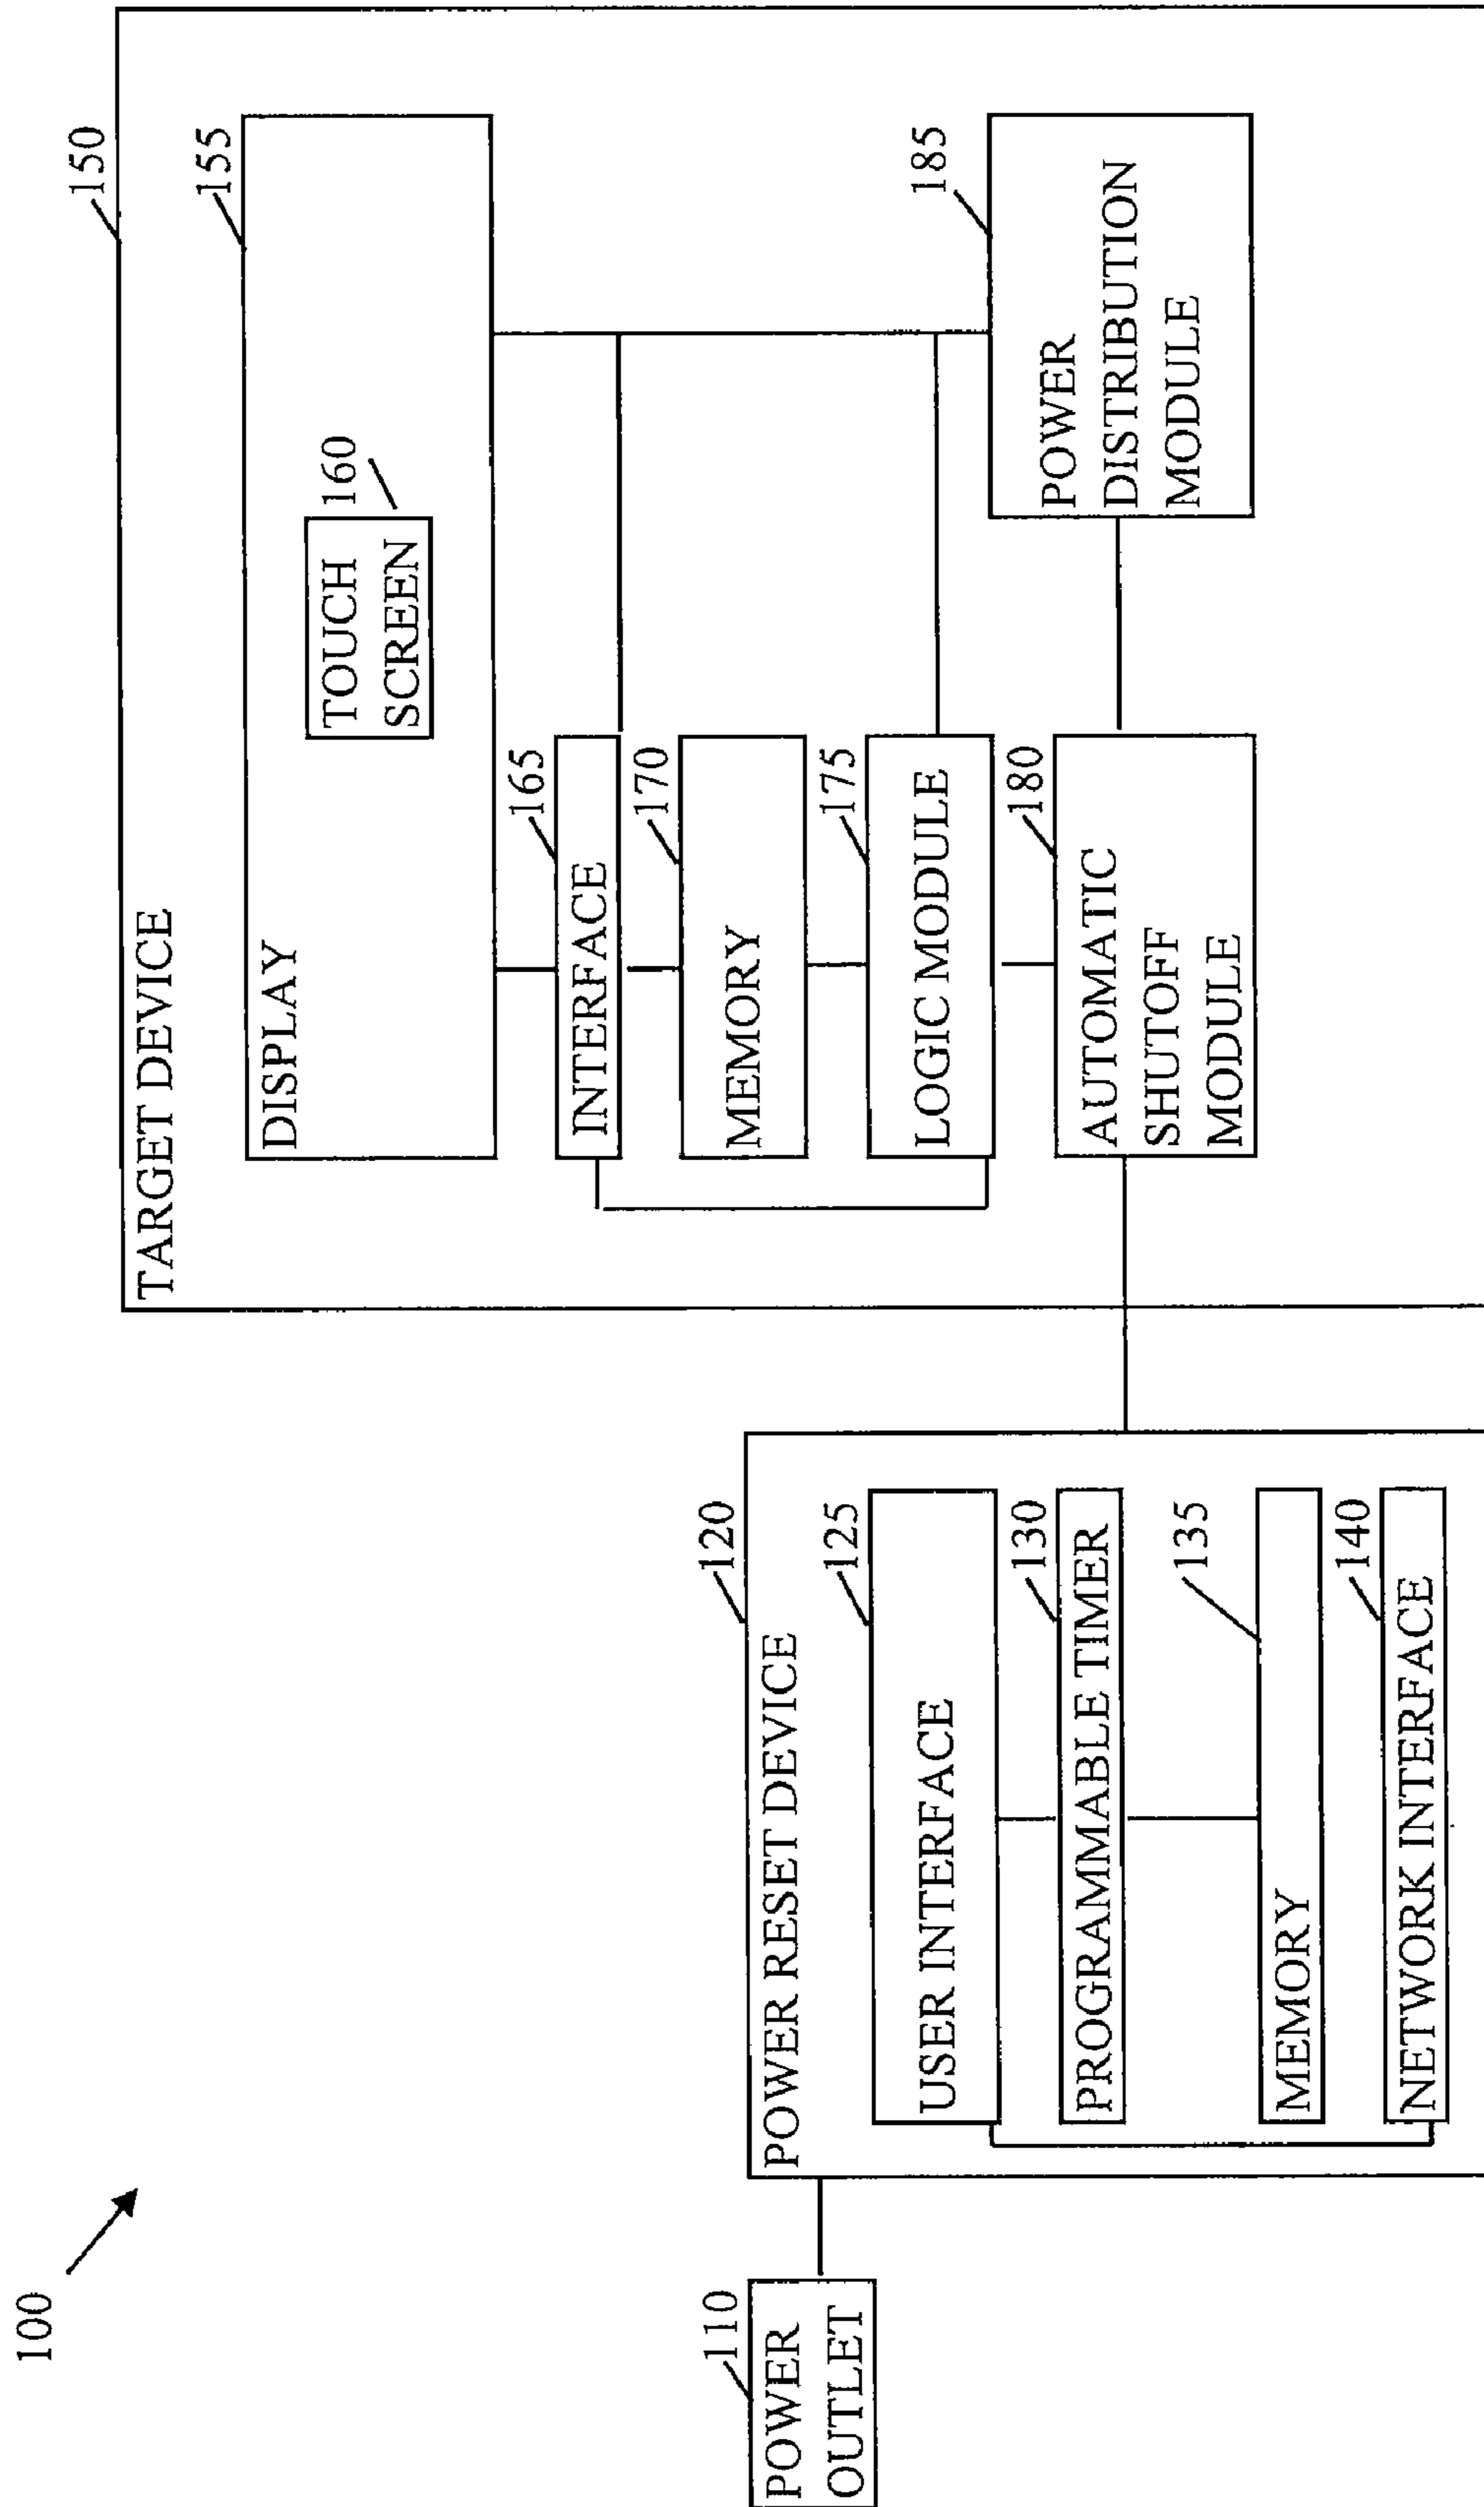 100
110
POWER
OUTLET
120
POWER RESET DEVICE
125
USER INTERFACE
130
PROGRAMMABLE TIMER
135
MEMORY
140
NETWORK INTERFACE
150
TARGET DEVICE
155
DISPLAY
160
TOUCH
SCREEN
165
INTERFACE
170
MEMORY
175
LOGIC MODULE
180
AUTOMATIC
SHUTOFF
MODULE
185
POWER
DISTRIBUTION
MODULE